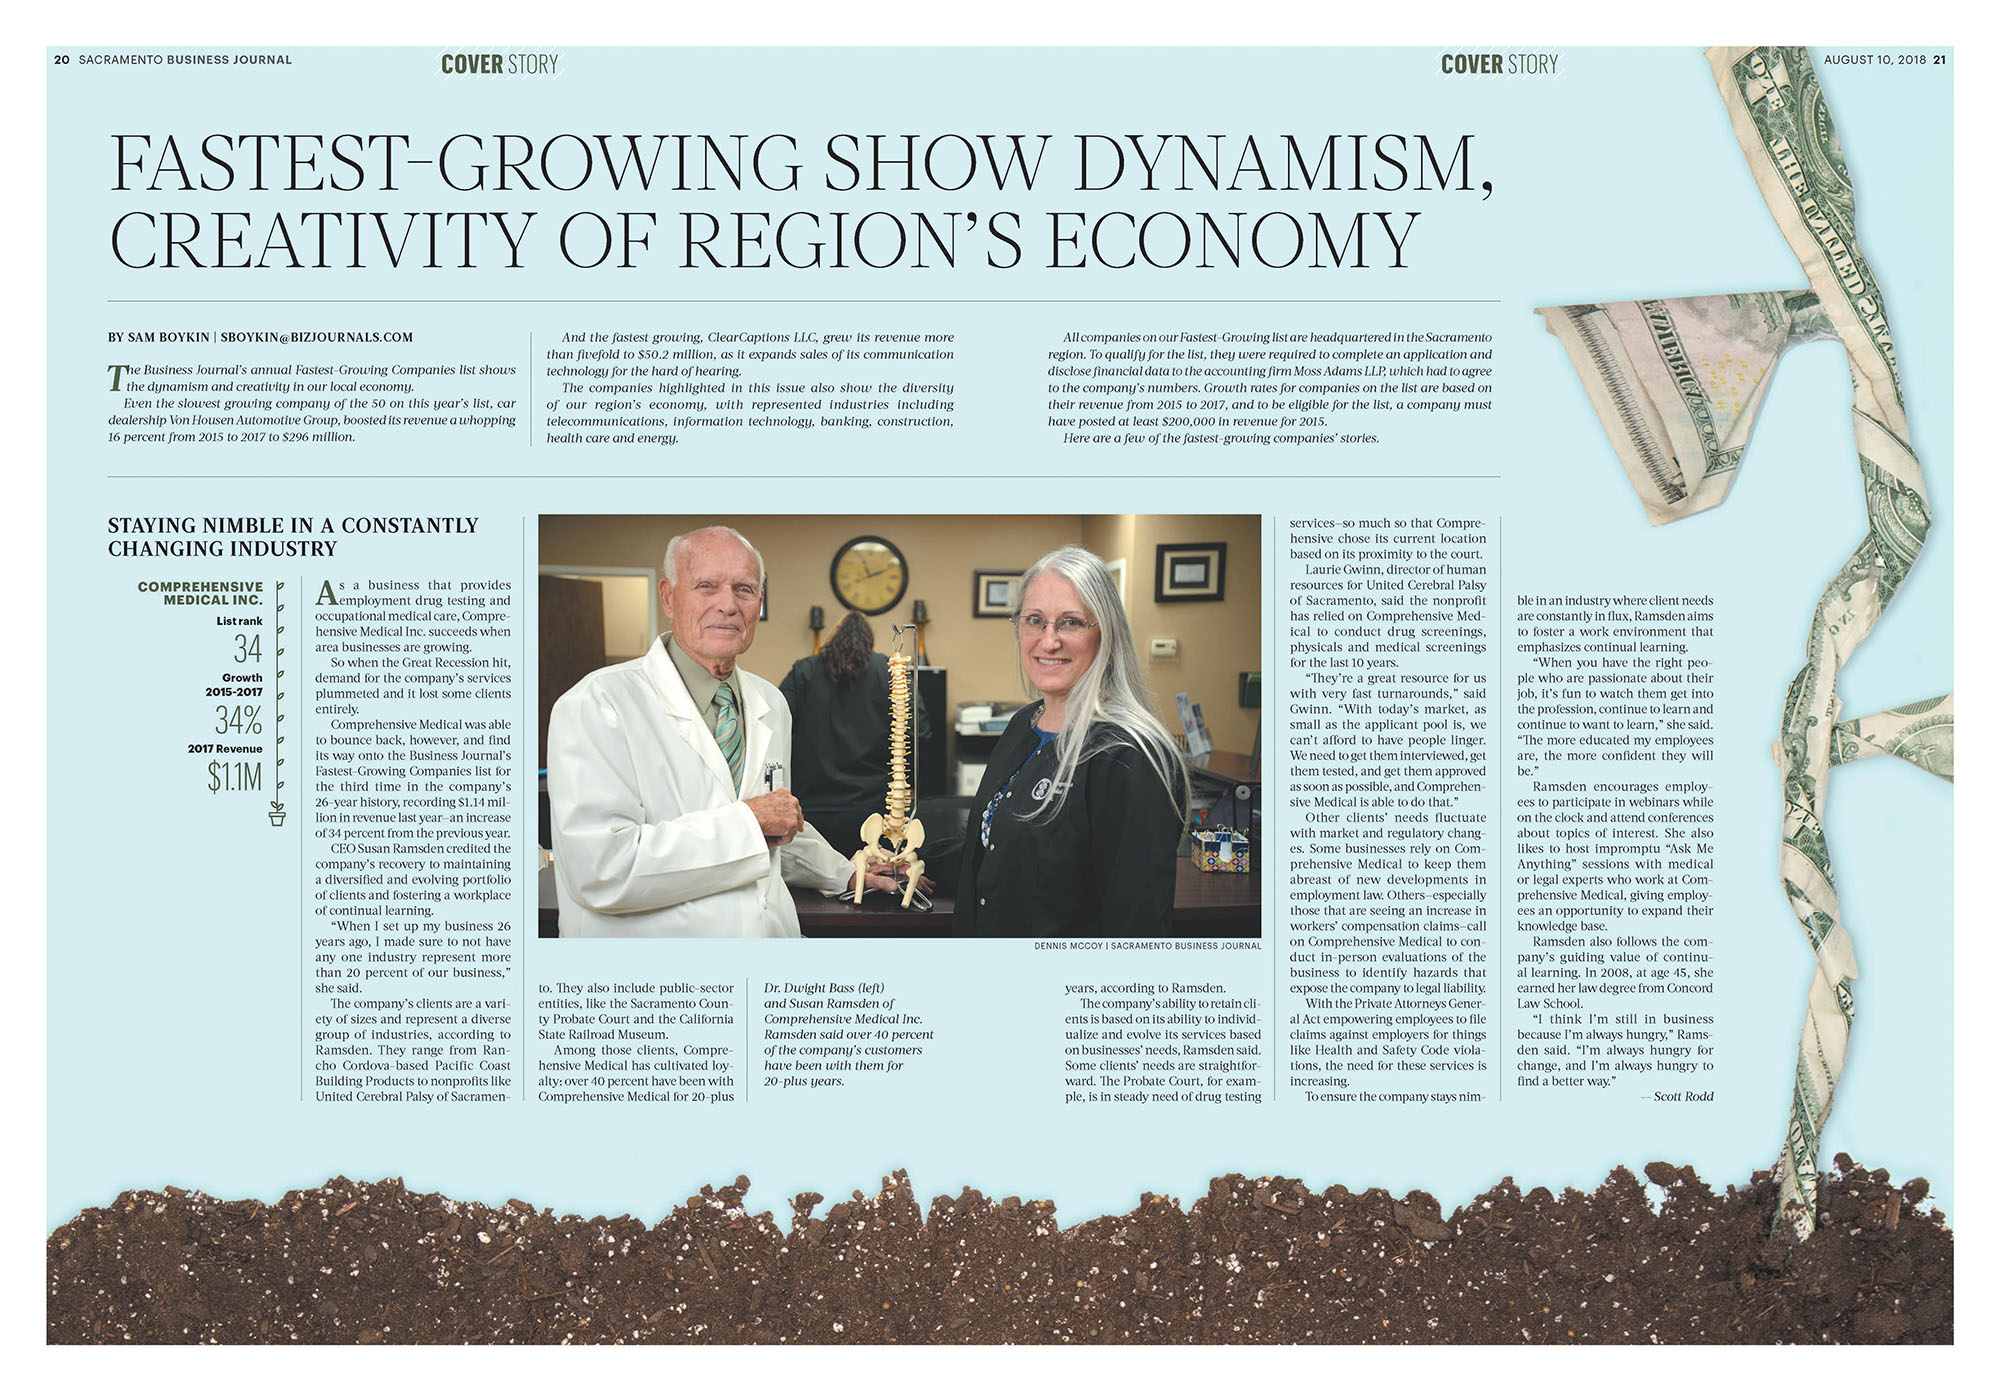 20 SACRAMENTO BUSINESS JOURNAL
COVER STORY
COVER STORY
AUGUST 10, 2018 21
FASTEST-GROWING SHOW DYNAMISM,
CREATIVITY OF REGION'S ECONOMY
BY SAM BOYKIN | SBOYKIN@BIZJOURNALS.COM
The Business Journal's annual Fastest-Growing Companies list shows
the dynamism and creativity in our local economy.
Even the slowest growing company of the 50 on this year's list, car
dealership Von Housen Automotive Group, boosted its revenue a whopping
16 percent from 2015 to 2017 to $296 million.
And the fastest growing, ClearCaptions LLC, grew its revenue more
than fivefold to $50.2 million, as it expands sales of its communication
technology for the hard of hearing.
The companies highlighted in this issue also show the diversity
of our region's economy, with represented industries including
telecommunications, information technology, banking, construction,
health care and energy.
All companies on our Fastest-Growing list are headquartered in the Sacramento
region. To qualify for the list, they were required to complete an application and
disclose financial data to the accounting firm Moss Adams LLP, which had to agree
to the company's numbers. Growth rates for companies on the list are based on
their revenue from 2015 to 2017, and to be eligible for the list, a company must
have posted at least $200,000 in revenue for 2015.
Here are a few of the fastest-growing companies' stories.
STAYING NIMBLE IN A CONSTANTLY
CHANGING INDUSTRY
COMPREHENSIVE
MEDICAL INC.
List rank
34
Growth
2015-2017
34%
2017 Revenue
$1.1M
As a business that provides
employment drug testing and
occupational medical care, Compre-
hensive Medical Inc. succeeds when
area businesses are growing.
So when the Great Recession hit,
demand for the company's services
plummeted and it lost some clients
entirely.
Comprehensive Medical was able
to bounce back, however, and find
its way onto the Business Journal's
Fastest-Growing Companies list for
the third time in the company's
26-year history, recording $1.14 mil-
lion in revenue last year—an increase
of 34 percent from the previous year.
CEO Susan Ramsden credited the
company's recovery to maintaining
a diversified and evolving portfolio
of clients and fostering a workplace
of continual learning.
"When I set up my business 26
years ago, I made sure to not have
any one industry represent more
than 20 percent of our business,"
she said.
The company's clients are a vari-
ety of sizes and represent a diverse
group of industries, according to
Ramsden. They range from Ran-
cho Cordova-based Pacific Coast
Building Products to nonprofits like
United Cerebral Palsy of Sacramen-
DENNIS MCCOY | SACRAMENTO BUSINESS JOURNAL
to. They also include public-sector
entities, like the Sacramento Coun-
ty Probate Court and the California
State Railroad Museum.
Among those clients, Compre-
hensive Medical has cultivated loy-
alty: over 40 percent have been with
Comprehensive Medical for 20-plus
Dr. Dwight Bass (left)
and Susan Ramsden of
Comprehensive Medical Inc.
Ramsden said over 40 percent
of the company's customers
have been with them for
20-plus years.
years, according to Ramsden.
The company's ability to retain cli-
ents is based on its ability to individ-
ualize and evolve its services based
on businesses' needs, Ramsden said.
Some clients' needs are straightfor-
ward. The Probate Court, for exam-
ple, is in steady need of drug testing
services—so much so that Compre-
hensive chose its current location
based on its proximity to the court.
Laurie Gwinn, director of human
resources for United Cerebral Palsy
of Sacramento, said the nonprofit
has relied on Comprehensive Med-
ical to conduct drug screenings,
physicals and medical screenings
for the last 10 years.
"They're a great resource for us
with very fast turnarounds," said
Gwinn. "With today's market, as
small as the applicant pool is, we
can't afford to have people linger.
We need to get them interviewed, get
them tested, and get them approved
as soon as possible, and Comprehen-
sive Medical is able to do that."
Other clients' needs fluctuate
with market and regulatory chang-
es. Some businesses rely on Com-
prehensive Medical to keep them
abreast of new developments in
employment law. Others—especially
those that are seeing an increase in
workers' compensation claims—call
on Comprehensive Medical to con-
duct in-person evaluations of the
business to identify hazards that
expose the company to legal liability.
With the Private Attorneys Gener-
al Act empowering employees to file
claims against employers for things
like Health and Safety Code viola-
tions, the need for these services is
increasing.
To ensure the company stays nim-
ble in an industry where client needs
are constantly in flux, Ramsden aims
to foster a work environment that
emphasizes continual learning.
"When you have the right peo-
ple who are passionate about their
job, it's fun to watch them get into
the profession, continue to learn and
continue to want to learn," she said.
"The more educated my employees
are, the more confident they will
be."
Ramsden encourages employ-
ees to participate in webinars while
on the clock and attend conferences
about topics of interest. She also
likes to host impromptu "Ask Me
Anything" sessions with medical
or legal experts who work at Com-
prehensive Medical, giving employ-
ees an opportunity to expand their
knowledge base.
Ramsden also follows the com-
pany's guiding value of continu-
al learning. In 2008, at age 45, she
earned her law degree from Concord
Law School.
"I think I'm still in business
because I'm always hungry," Rams-
den said. "I'm always hungry for
change, and I'm always hungry to
find a better way."
-- Scott Rodd